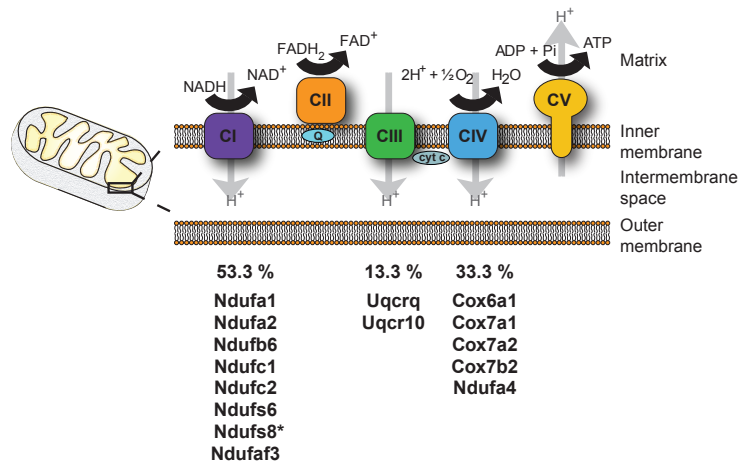 H⁺
FADH₂
FAD⁺
ADP + Pi
ATP
Matrix
NADH
NAD⁺
2H⁺ + ½O₂
H₂O
CII
CV
CI
Q
CIII
cyt c
CIV
Inner
membrane
Intermembrane
space
H⁺
H⁺
H⁺
Outer
membrane
53.3 %
Ndufa1
Ndufa2
Ndufb6
Ndufc1
Ndufc2
Ndufs6
Ndufs8*
Ndufaf3
13.3 %
Uqcrq
Uqcr10
33.3 %
Cox6a1
Cox7a1
Cox7a2
Cox7b2
Ndufa4